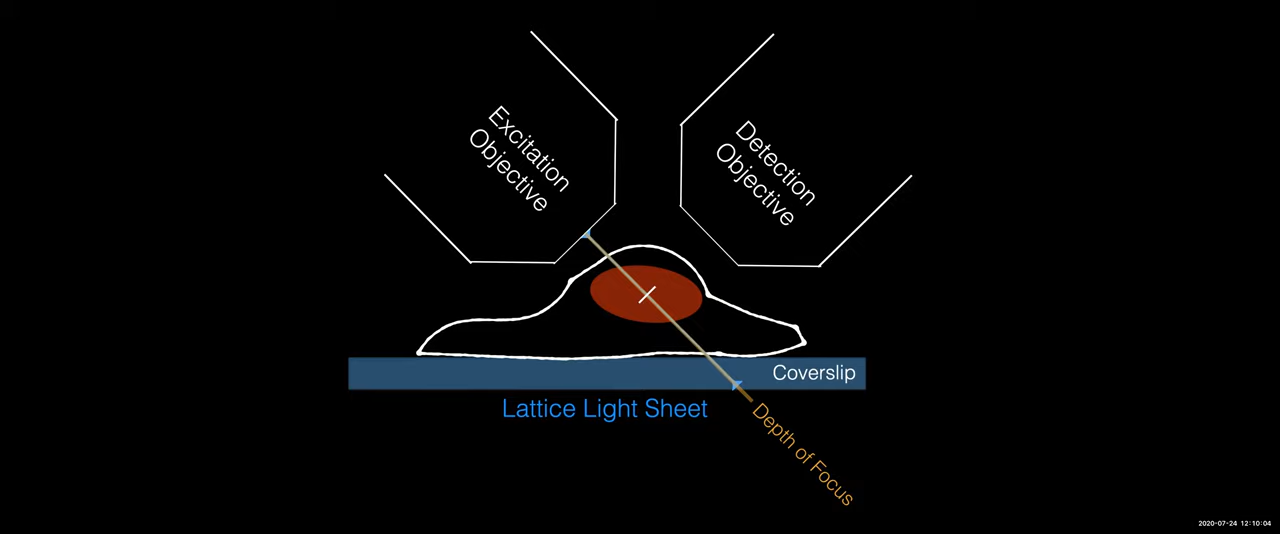 Excitation
Objective
Detection
Objective
Coverslip
Lattice Light Sheet
Depth of Focus
2020-07-24 12:10:04